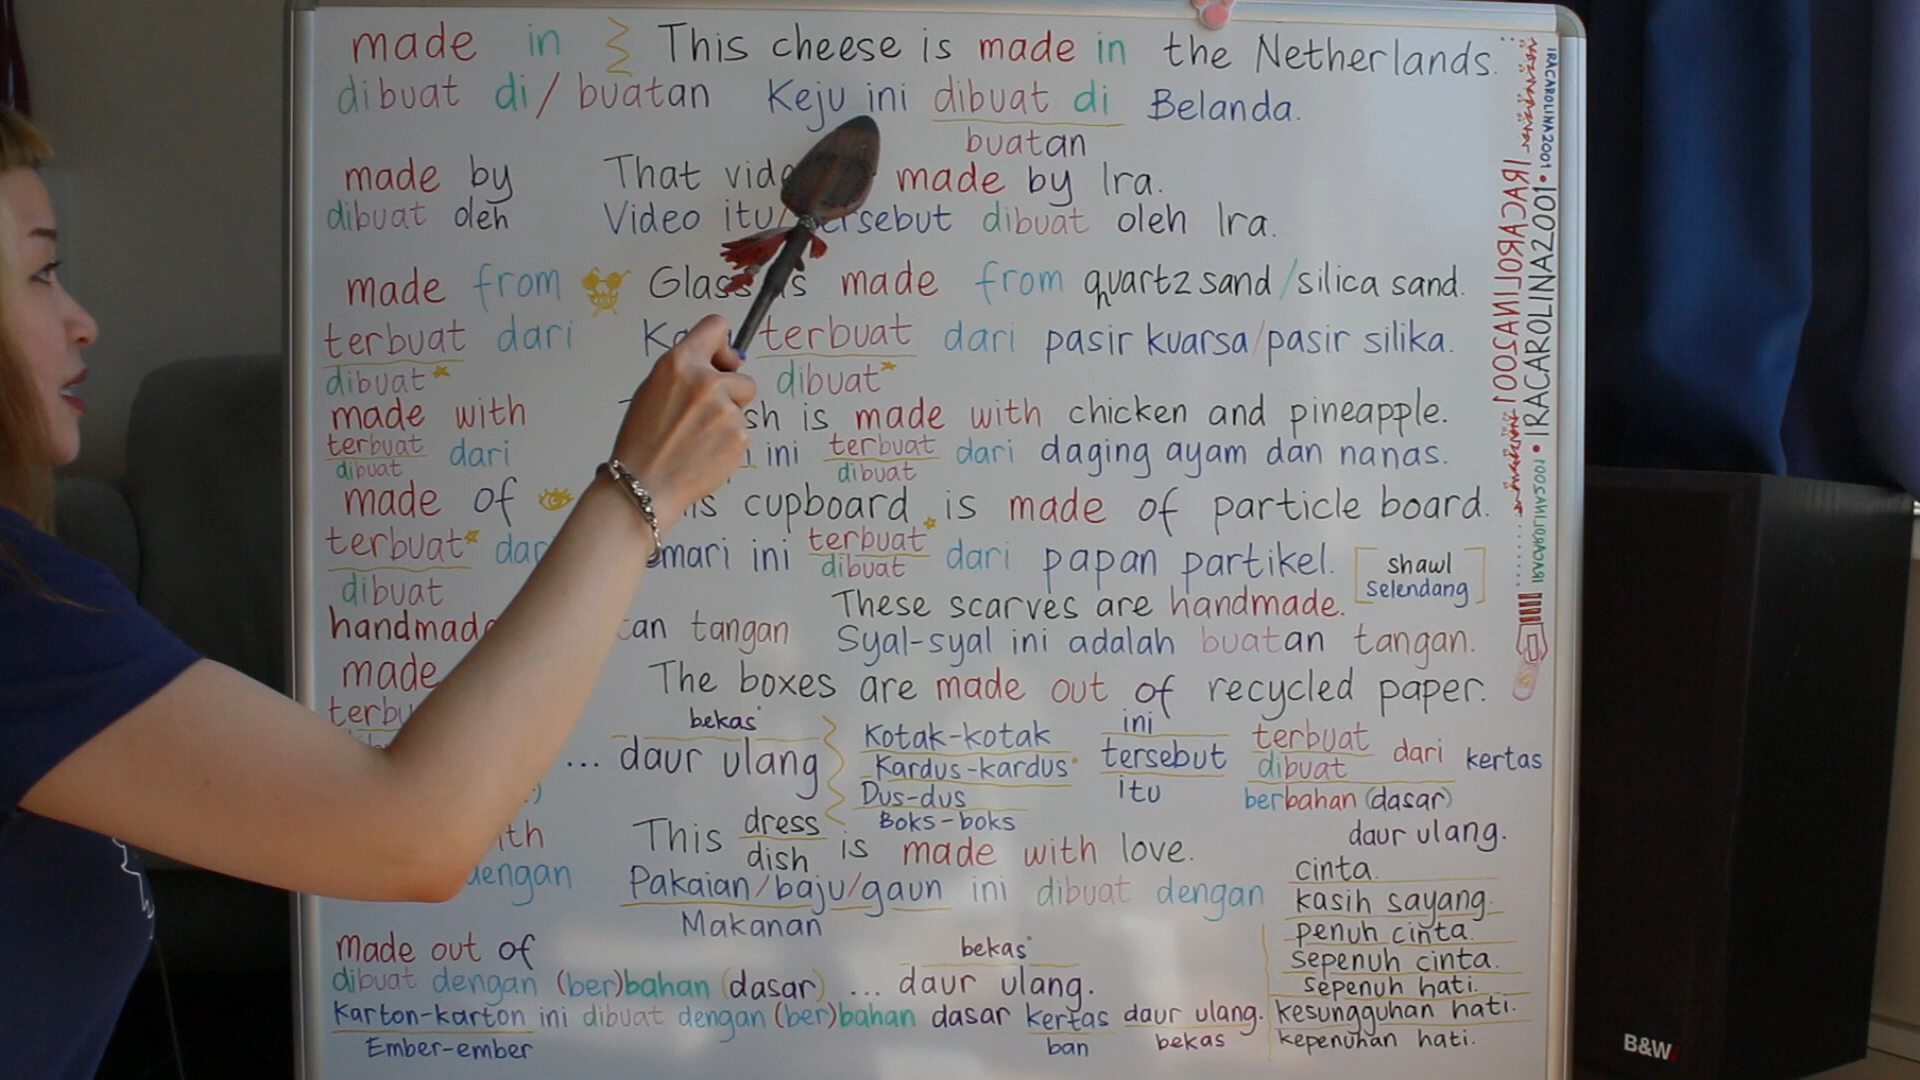 made in This cheese is made in the Netherlands.
dibuat di / buatan Keju ini dibuat di Belanda.
buatan
made by That made by Ira.
dibuat oleh Video itu/ dibuat oleh Ira.
made from made from quartz sand/silica sand.
terbuat dari terbuat dari pasir kuarsa/pasir silika.
dibuat* dibuat*
made with is made with chicken and pineapple.
terbuat dari ini terbuat dari daging ayam dan nanas.
dibuat dibuat
made of cupboard is made of particle board.
terbuat* ini terbuat* dari papan partikel. [shawl
dibuat dibuat selendang]
These scarves are handmade.
tangan Syal-syal ini adalah buatan tangan.
made The boxes are made out of recycled paper.
bekas
... daur ulang
Kotak-kotak ini terbuat dari kertas
Kardus-kardus tersebut dibuat
Dus-dus itu berbahan (dasar)
Boks-boks daur ulang.
This dress is made with love.
dish
dengan Pakaian/baju/gaun ini dibuat dengan cinta.
Makanan kasih sayang.
penuh cinta.
sepenuh cinta.
sepenuh hati.
kesungguhan hati.
kepenuhan hati.
made out of bekas
dibuat dengan (ber)bahan (dasar) ... daur ulang.
Karton-karton ini dibuat dengan (ber)bahan dasar kertas daur ulang.
Ember-ember ban bekas
IRACAROLINA2001 • IRACAROLINA2001 • IRACAROLINA2001
IRACAROLINA2001
B&W